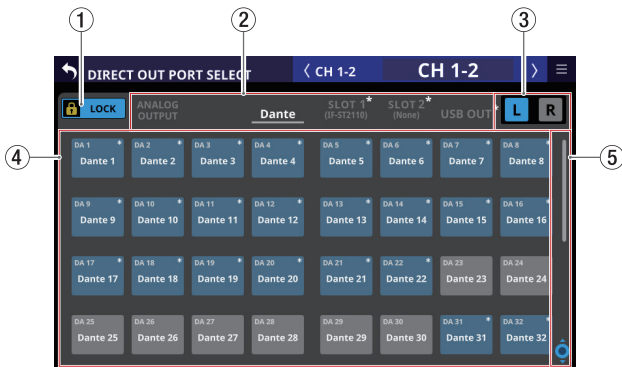 1 2 3
DIRECT OUT PORT SELECT CH 1-2 CH 1-2
LOCK ANALOG OUTPUT Dante SLOT 1* (IF-ST2110) SLOT 2* (None) USB OUT* L R
4 5
DA 1 * DA 2 * DA 3 * DA 4 * DA 5 * DA 6 * DA 7 * DA 8 *
Dante 1 Dante 2 Dante 3 Dante 4 Dante 5 Dante 6 Dante 7 Dante 8
DA 9 * DA 10 * DA 11 * DA 12 * DA 13 * DA 14 * DA 15 * DA 16 *
Dante 9 Dante 10 Dante 11 Dante 12 Dante 13 Dante 14 Dante 15 Dante 16
DA 17 * DA 18 * DA 19 * DA 20 * DA 21 * DA 22 * DA 23 DA 24
Dante 17 Dante 18 Dante 19 Dante 20 Dante 21 Dante 22 Dante 23 Dante 24
DA 25 DA 26 DA 27 DA 28 DA 29 DA 30 DA 31 * DA 32 *
Dante 25 Dante 26 Dante 27 Dante 28 Dante 29 Dante 30 Dante 31 Dante 32